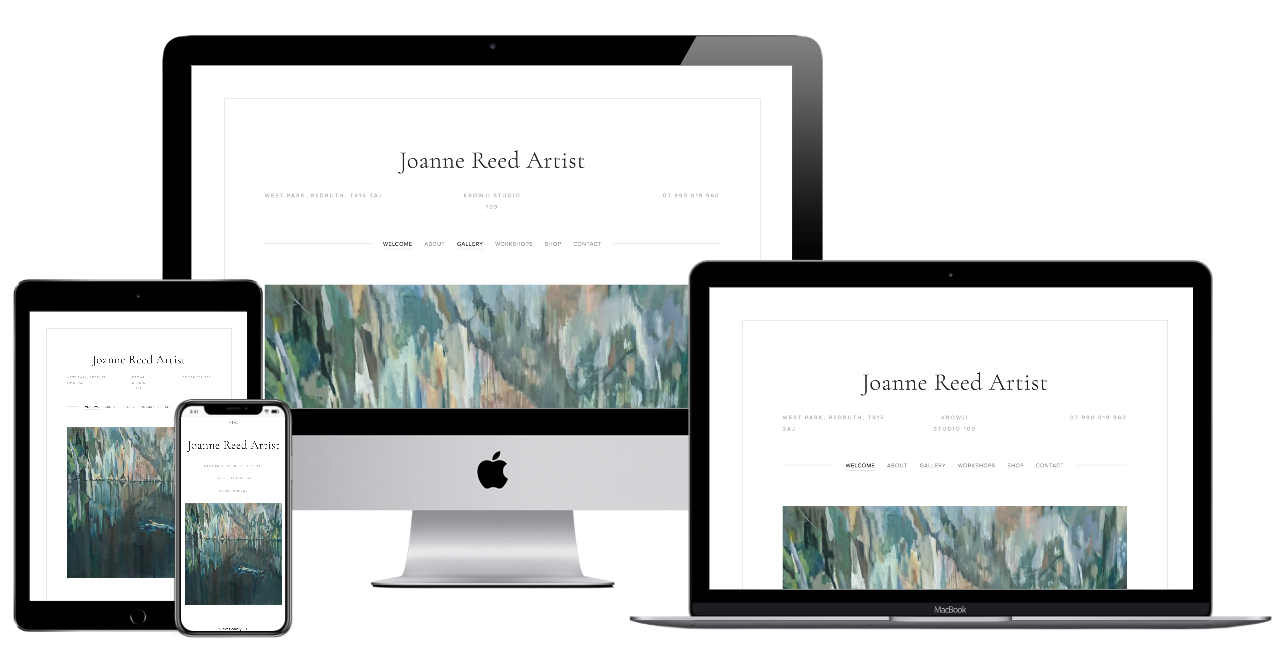 Joanne Reed Artist
WEST PARK, REDRUTH, TR15 3AJ
KROWJI STUDIO
109
07 990 019 960
WELCOME ABOUT GALLERY WORKSHOPS SHOP CONTACT
Joanne Reed Artist
WEST PARK, REDRUTH, TR15
3AJ
KROWJI
STUDIO 109
07 990 019 960
WELCOME ABOUT GALLERY WORKSHOPS SHOP CONTACT
MacBook
Joanne Reed Artist
MENU
Joanne Reed Artist